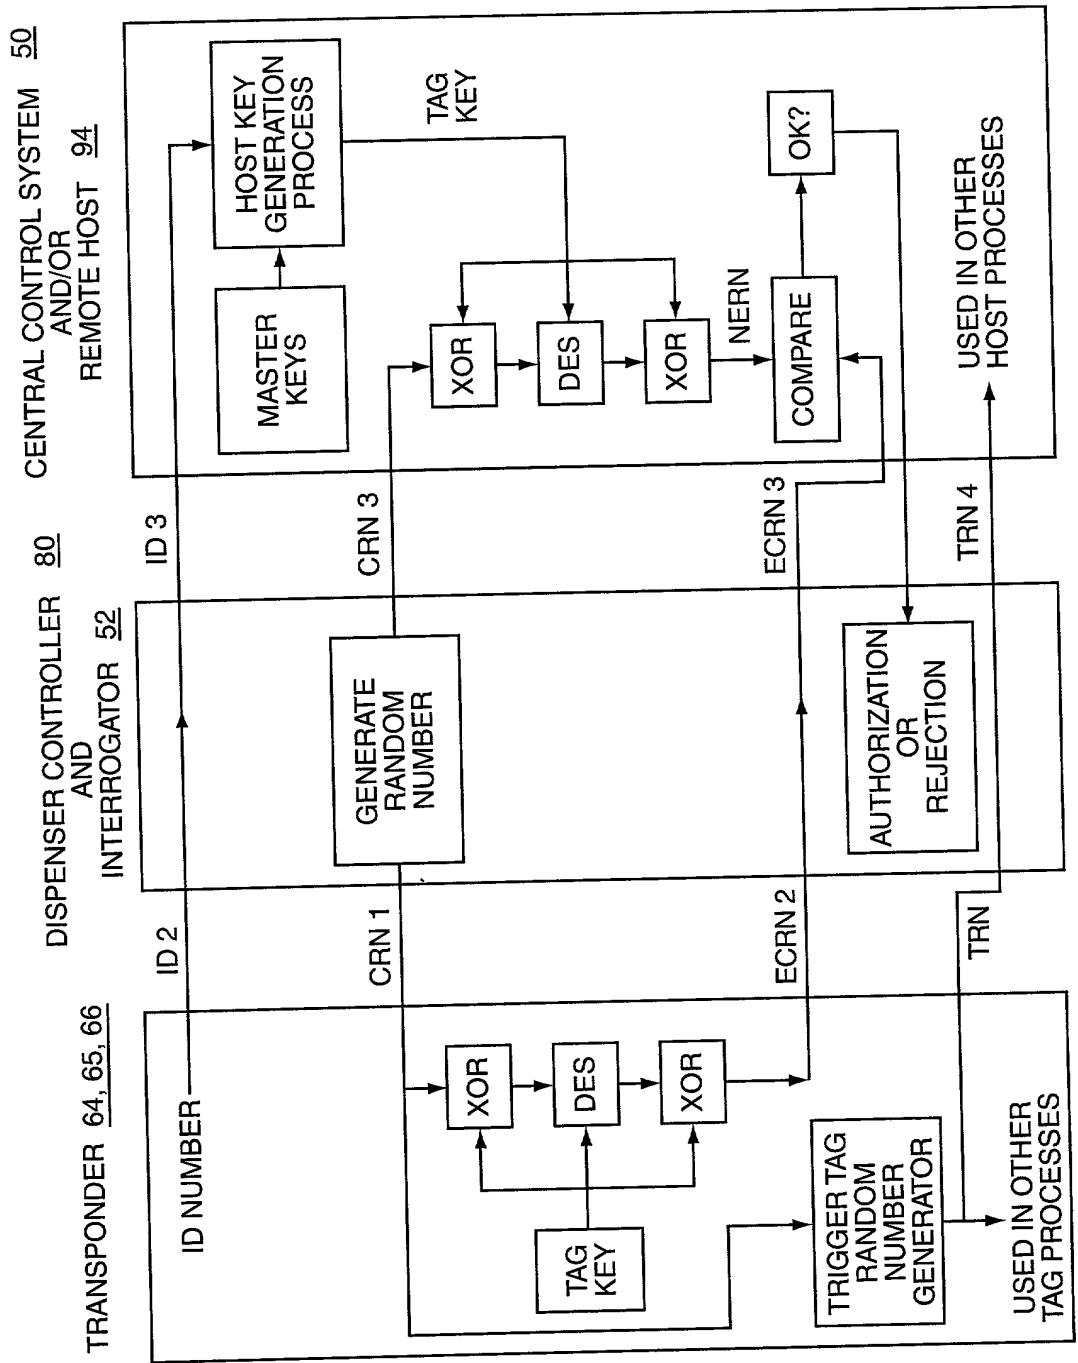 TRANSPONDER 64, 65, 66
DISPENSER CONTROLLER 80
AND
INTERROGATOR 52
CENTRAL CONTROL SYSTEM 50
AND/OR
REMOTE HOST 94
ID NUMBER
ID 2
ID 3
MASTER
KEYS
HOST KEY
GENERATION
PROCESS
TAG
KEY
CRN 1
GENERATE
RANDOM
NUMBER
CRN 3
XOR
DES
XOR
TAG
KEY
XOR
DES
XOR
NERN
COMPARE
OK?
ECRN 2
ECRN 3
TRIGGER TAG
RANDOM
NUMBER
GENERATOR
AUTHORIZATION
OR
REJECTION
TRN
TRN 4
USED IN OTHER
TAG PROCESSES
USED IN OTHER
HOST PROCESSES